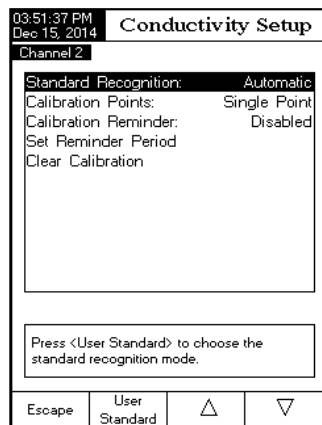 03:51:37 PM
Dec 15, 2014
Conductivity Setup
Channel 2
Standard Recognition: Automatic
Calibration Points: Single Point
Calibration Reminder: Disabled
Set Reminder Period
Clear Calibration
Press <User Standard> to choose the
standard recognition mode.
Escape
User
Standard